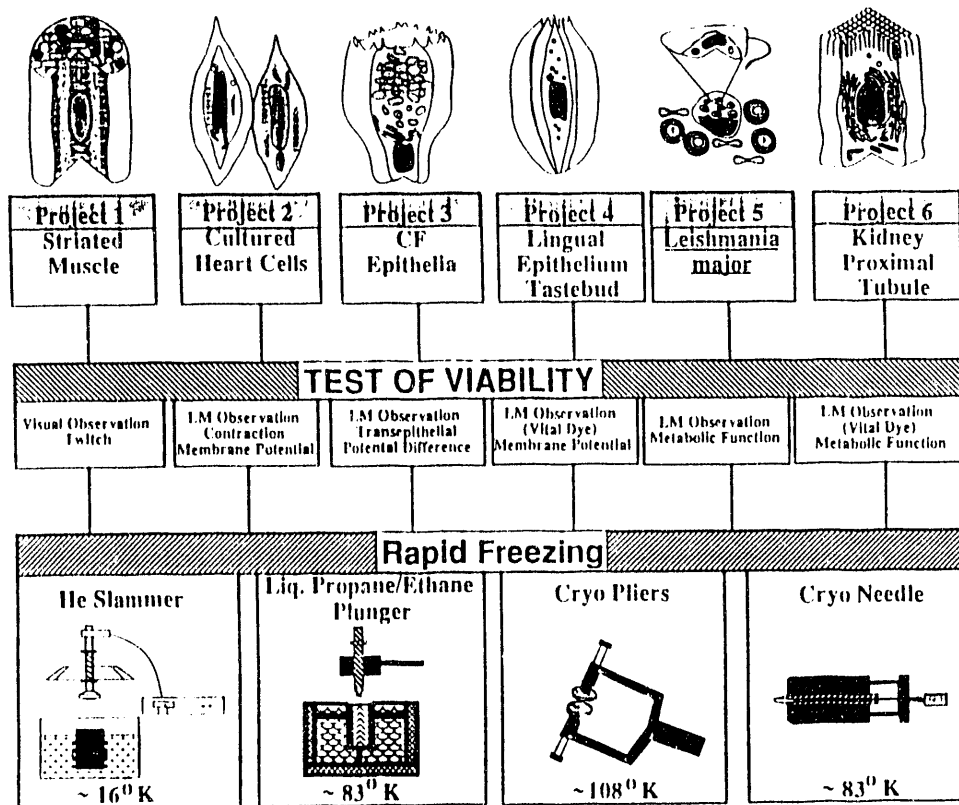 Project 1
Striated
Muscle
Project 2
Cultured
Heart Cells
Project 3
CF
Epithelia
Project 4
Lingual
Epithelium
Tastebud
Project 5
Leishmania
major
Project 6
Kidney
Proximal
Tubule
TEST OF VIABILITY
Visual Observation
Twitch
LM Observation
Contraction
Membrane Potential
LM Observation
Transepithelial
Potental Difference
LM Observation
(Vital Dye)
Membrane Potential
LM Observation
Metabolic Function
LM Observation
(Vital Dye)
Metabolic Function
Rapid Freezing
He Slammer
~ 16⁰ K
Liq. Propane/Ethane
Plunger
~ 83⁰ K
Cryo Pliers
~108⁰ K
Cryo Needle
~ 83⁰ K